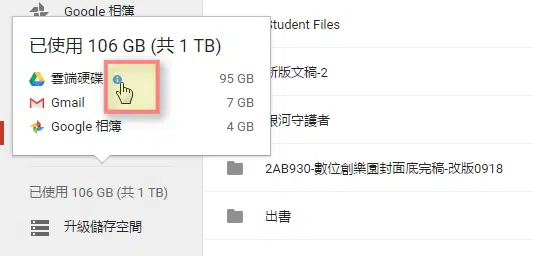 Google 相簿
已使用 106 GB (共 1 TB)
雲端硬碟 95 GB
Gmail 7 GB
Google 相簿 4 GB
已使用 106 GB (共 1 TB)
升級儲存空間
Student Files
新版文稿-2
銀河守護者
2AB930-數位創樂園封面底完稿-改版0918
出書